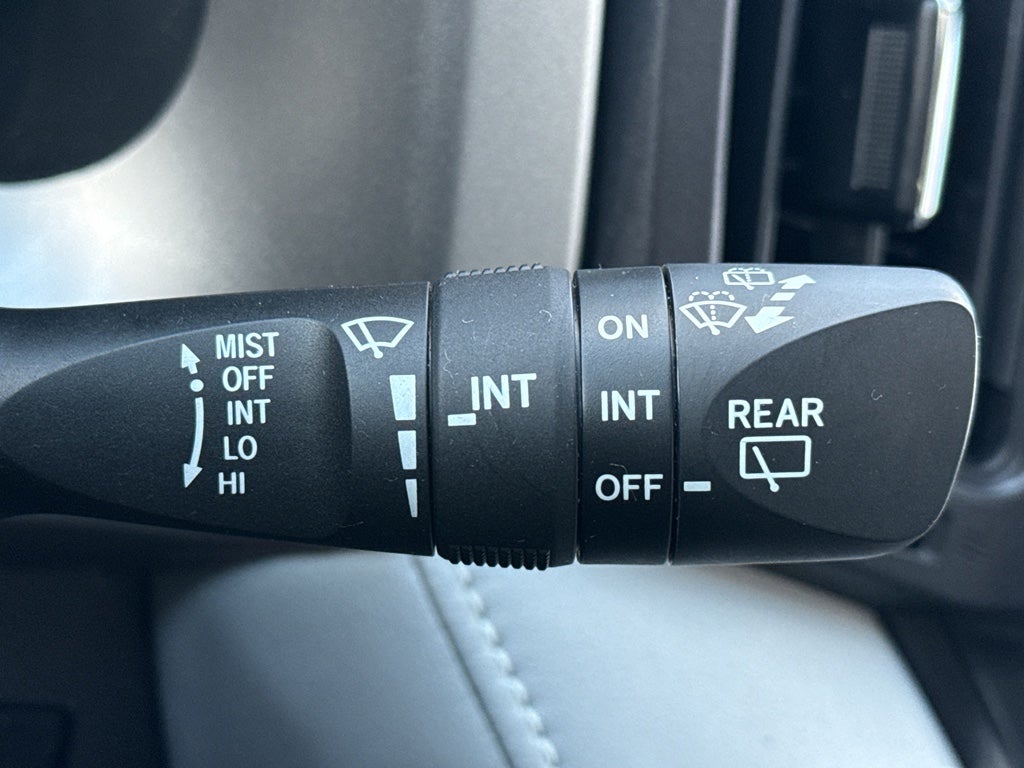 MIST
OFF
INT
LO
HI
INT
ON
INT
OFF
REAR